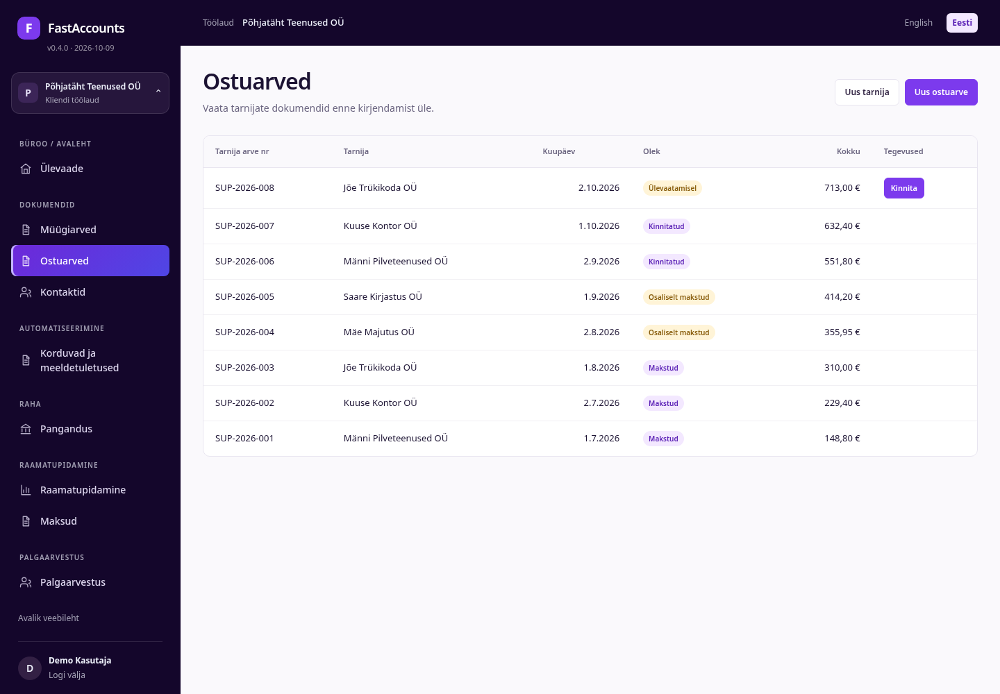 F FastAccounts
v0.4.0 · 2026-10-09
P Põhjatäht Teenused OÜ
Kliendi töölaud
BÜROO / AVALEHT
Ülevaade
DOKUMENDID
Müügiarved
Ostuarved
Kontaktid
AUTOMATISEERIMINE
Korduvad ja
meeldetuletused
RAHA
Pangandus
RAAMATUPIDAMINE
Raamatupidamine
Maksud
PALGAARVESTUS
Palgaarvestus
Avalik veebileht
D Demo Kasutaja
Logi välja
Töölaud Põhjatäht Teenused OÜ English Eesti
Ostuarved
Vaata tarnijate dokumendid enne kirjendamist üle.
Uus tarnija Uus ostuarve
Tarnija arve nr Tarnija Kuupäev Olek Kokku Tegevused
SUP-2026-008 Jõe Trükikoda OÜ 2.10.2026 Ülevaatamisel 713,00 € Kinnita
SUP-2026-007 Kuuse Kontor OÜ 1.10.2026 Kinnitatud 632,40 €
SUP-2026-006 Männi Pilveteenused OÜ 2.9.2026 Kinnitatud 551,80 €
SUP-2026-005 Saare Kirjastus OÜ 1.9.2026 Osaliselt makstud 414,20 €
SUP-2026-004 Mäe Majutus OÜ 2.8.2026 Osaliselt makstud 355,95 €
SUP-2026-003 Jõe Trükikoda OÜ 1.8.2026 Makstud 310,00 €
SUP-2026-002 Kuuse Kontor OÜ 2.7.2026 Makstud 229,40 €
SUP-2026-001 Männi Pilveteenused OÜ 1.7.2026 Makstud 148,80 €